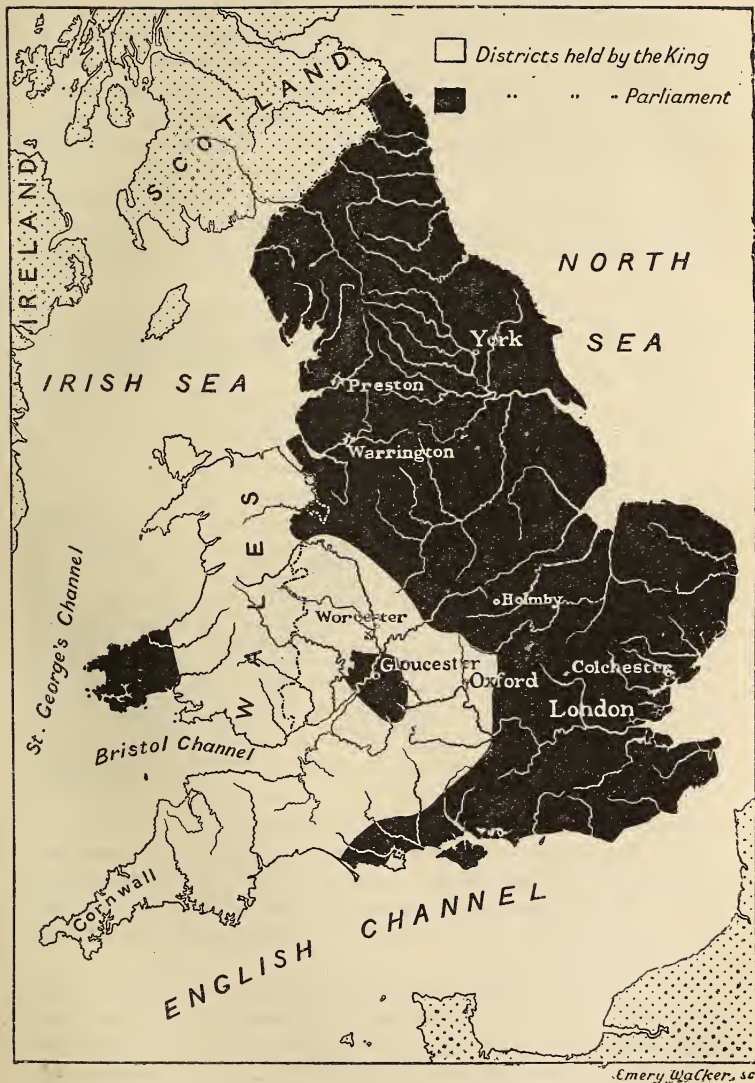 Districts held by the King
" " " Parliament
SCOTLAND
IRELAND
NORTH
SEA
York
IRISH SEA
Preston
Warrington
WALES
St. George's Channel
Holmby
Worcester
Gloucester
Oxford
Colchester
London
Bristol Channel
Cornwall
ENGLISH CHANNEL
Emery Walker, sc